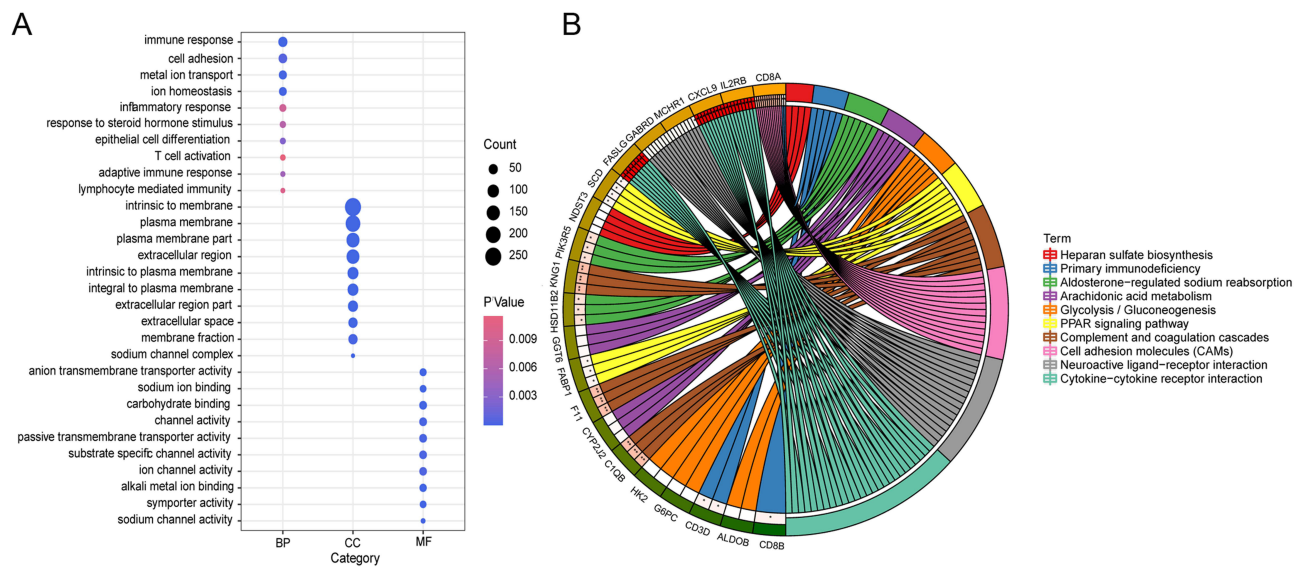 A
immune response
cell adhesion
metal ion transport
ion homeostasis
inflammatory response
response to steroid hormone stimulus
epithelial cell differentiation
T cell activation
adaptive immune response
lymphocyte mediated immunity
intrinsic to membrane
plasma membrane
plasma membrane part
extracellular region
intrinsic to plasma membrane
integral to plasma membrane
extracellular region part
extracellular space
membrane fraction
sodium channel complex
anion transmembrane transporter activity
sodium ion binding
carbohydrate binding
channel activity
passive transmembrane transporter activity
substrate specific channel activity
ion channel activity
alkali metal ion binding
symporter activity
sodium channel activity
BP
CC
MF
Category
Count
50
100
150
200
250
P Value
0.009
0.006
0.003
B
CD8A
IL2RB
CXCL9
MCHR1
GABRD
FASLG
SCD
NDST3
PIK3R5
KNG1
HSD11B2
GGT6
FABP1
F11
CYP2J2
C1QB
HK2
G6PC
CD3D
ALDOB
CD8B
Term
Heparan sulfate biosynthesis
Primary immunodeficiency
Aldosterone−regulated sodium reabsorption
Arachidonic acid metabolism
Glycolysis / Gluconeogenesis
PPAR signaling pathway
Complement and coagulation cascades
Cell adhesion molecules (CAMs)
Neuroactive ligand−receptor interaction
Cytokine−cytokine receptor interaction